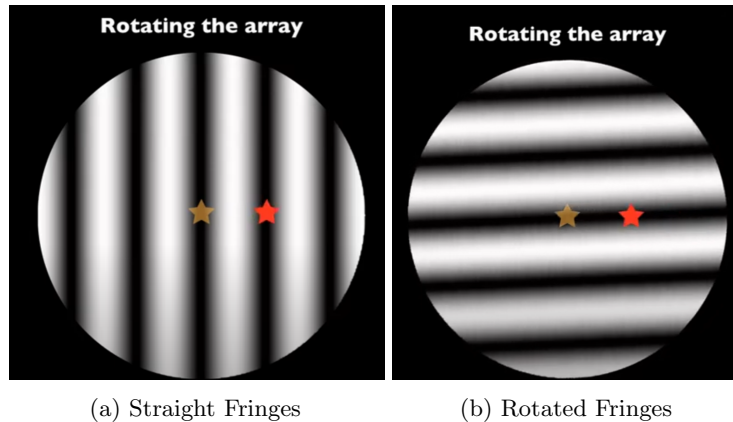 Rotating the array
Rotating the array
(a) Straight Fringes
(b) Rotated Fringes